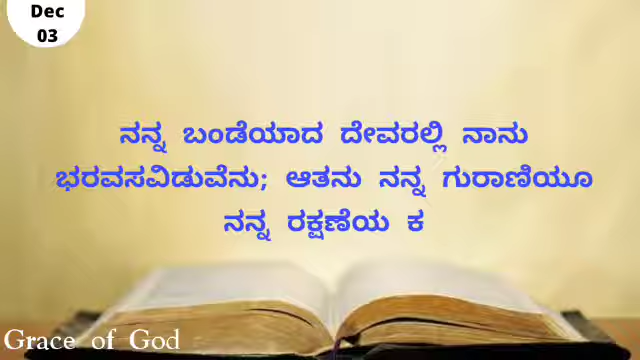 Dec
03
ನನ್ನ ಬಂಡೆಯಾದ ದೇವರಲ್ಲಿ ನಾನು
ಭರವಸವಿಡುವೆನು; ಆತನು ನನ್ನ ಗುರಾಣಿಯೂ
ನನ್ನ ರಕ್ಷಣೆಯ ಕ
Grace of God